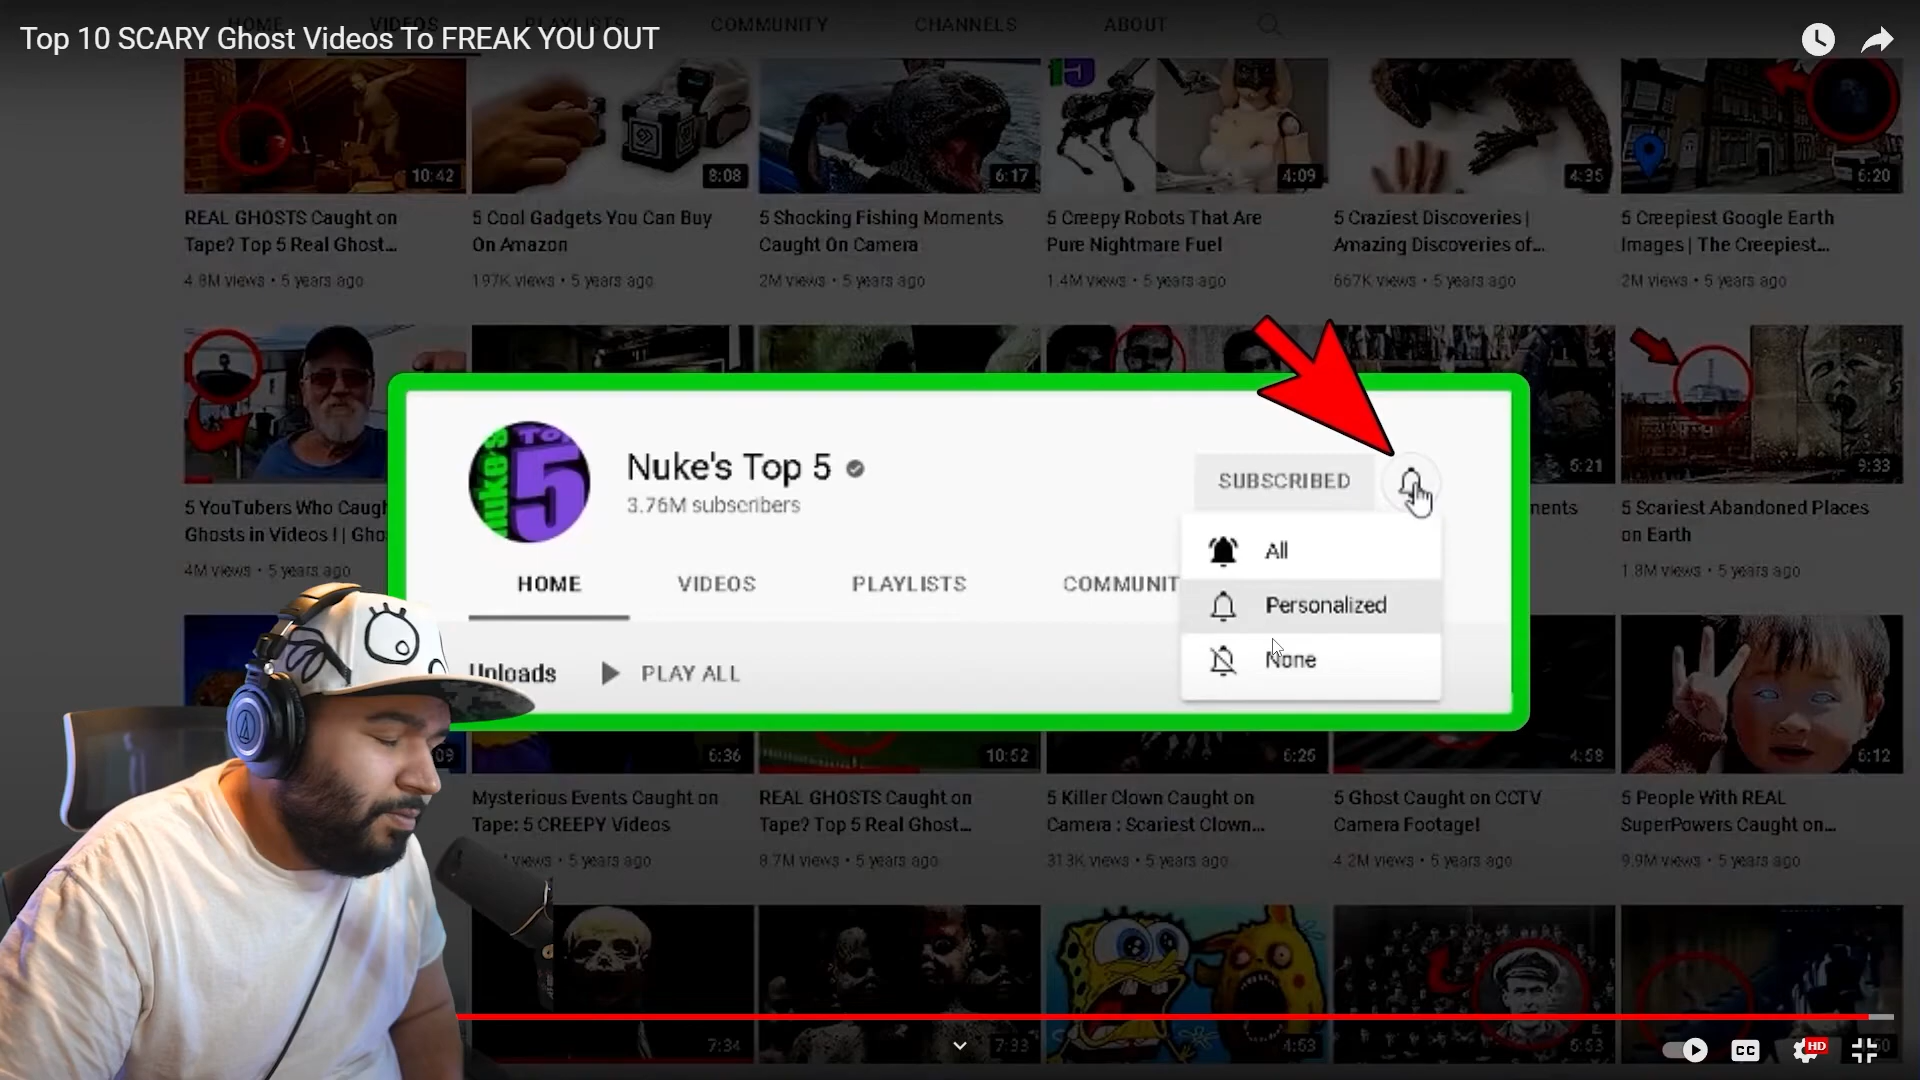 HOME VIDEOS PLAYLISTS COMMUNITY CHANNELS ABOUT
Top 10 SCARY Ghost Videos To FREAK YOU OUT
15
10:42
8:08
6:17
4:09
4:35
6:20
REAL GHOSTS Caught on
Tape? Top 5 Real Ghost...
4.8M views • 5 years ago
5 Cool Gadgets You Can Buy
On Amazon
197K views • 5 years ago
5 Shocking Fishing Moments
Caught On Camera
2M views • 5 years ago
5 Creepy Robots That Are
Pure Nightmare Fuel
1.4M views • 5 years ago
5 Craziest Discoveries |
Amazing Discoveries of...
667K views • 5 years ago
5 Creepiest Google Earth
Images | The Creepiest...
2M views • 5 years ago
5:21
9:33
5 YouTubers Who Caugh
Ghosts in Videos ! | Gho
4M views • 5 years ago
nents
5 Scariest Abandoned Places
on Earth
1.8M views • 5 years ago
Nuke's TOP 5
Nuke's Top 5
3.76M subscribers
SUBSCRIBED
All
Personalized
None
HOME VIDEOS PLAYLISTS COMMUNIT
Uploads PLAY ALL
09
6:36
10:52
6:25
4:58
6:12
Mysterious Events Caught on
Tape: 5 CREEPY Videos
views • 5 years ago
REAL GHOSTS Caught on
Tape? Top 5 Real Ghost...
8.7M views • 5 years ago
5 Killer Clown Caught on
Camera : Scariest Clown...
313K views • 5 years ago
5 Ghost Caught on CCTV
Camera Footage!
4.2M views • 5 years ago
5 People With REAL
SuperPowers Caught on...
9.9M views • 5 years ago
7:34
7:33
4:53
5:53
CC
HD